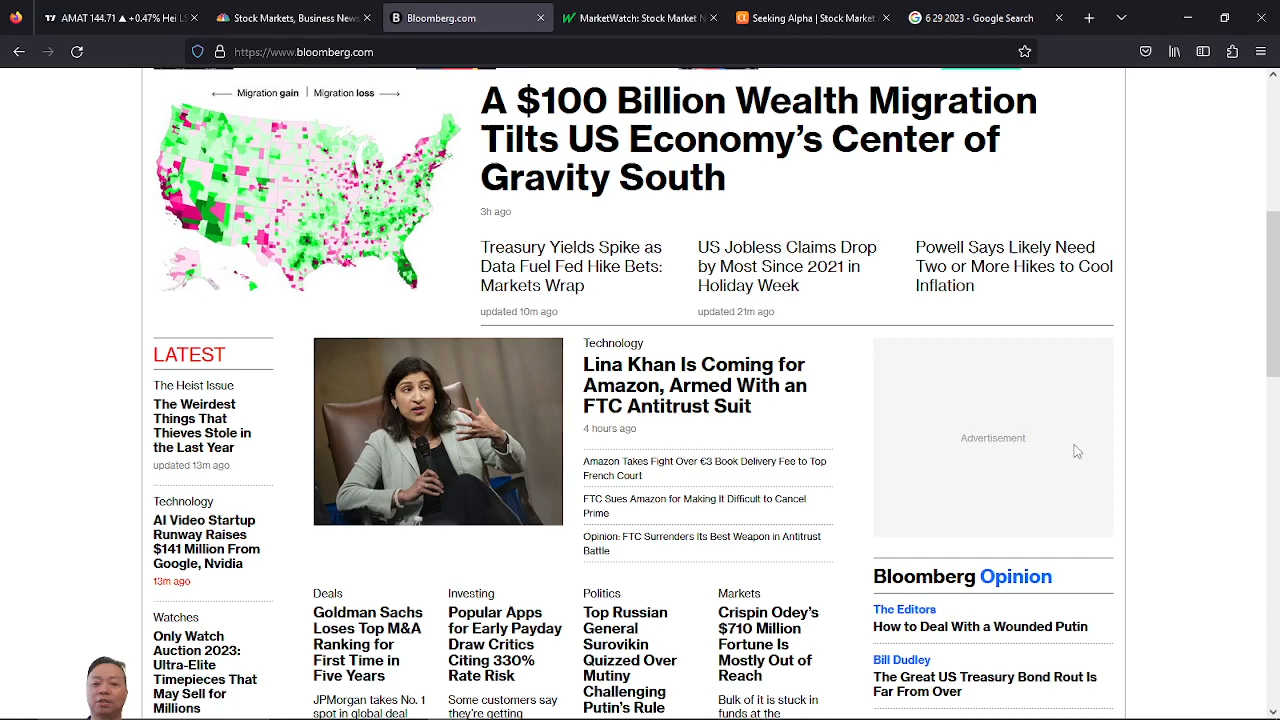 AMAT 144.71 ▲ +0.47% Hei LS
Stock Markets, Business News
Bloomberg.com
MarketWatch: Stock Market N
Seeking Alpha | Stock Market A
6 29 2023 - Google Search
https://www.bloomberg.com
Migration gain | Migration loss
A $100 Billion Wealth Migration
Tilts US Economy's Center of
Gravity South
3h ago
Treasury Yields Spike as
Data Fuel Fed Hike Bets:
Markets Wrap
updated 10m ago
US Jobless Claims Drop
by Most Since 2021 in
Holiday Week
updated 21m ago
Powell Says Likely Need
Two or More Hikes to Cool
Inflation
LATEST
The Heist Issue
The Weirdest
Things That
Thieves Stole in
the Last Year
updated 13m ago
Technology
AI Video Startup
Runway Raises
$141 Million From
Google, Nvidia
13m ago
Watches
Only Watch
Auction 2023:
Ultra-Elite
Timepieces That
May Sell for
Millions
Technology
Lina Khan Is Coming for
Amazon, Armed With an
FTC Antitrust Suit
4 hours ago
Amazon Takes Fight Over €3 Book Delivery Fee to Top
French Court
FTC Sues Amazon for Making It Difficult to Cancel
Prime
Opinion: FTC Surrenders Its Best Weapon in Antitrust
Battle
Deals
Goldman Sachs
Loses Top M&A
Ranking for
First Time in
Five Years
JPMorgan takes No. 1
spot in global deal
Investing
Popular Apps
for Early Payday
Draw Critics
Citing 330%
Rate Risk
Some customers say
they're getting
Politics
Top Russian
General
Surovikin
Quizzed Over
Mutiny
Challenging
Putin's Rule
Markets
Crispin Odey's
$710 Million
Fortune Is
Mostly Out of
Reach
Bulk of it is stuck in
funds at the
Advertisement
Bloomberg Opinion
The Editors
How to Deal With a Wounded Putin
Bill Dudley
The Great US Treasury Bond Rout Is
Far From Over